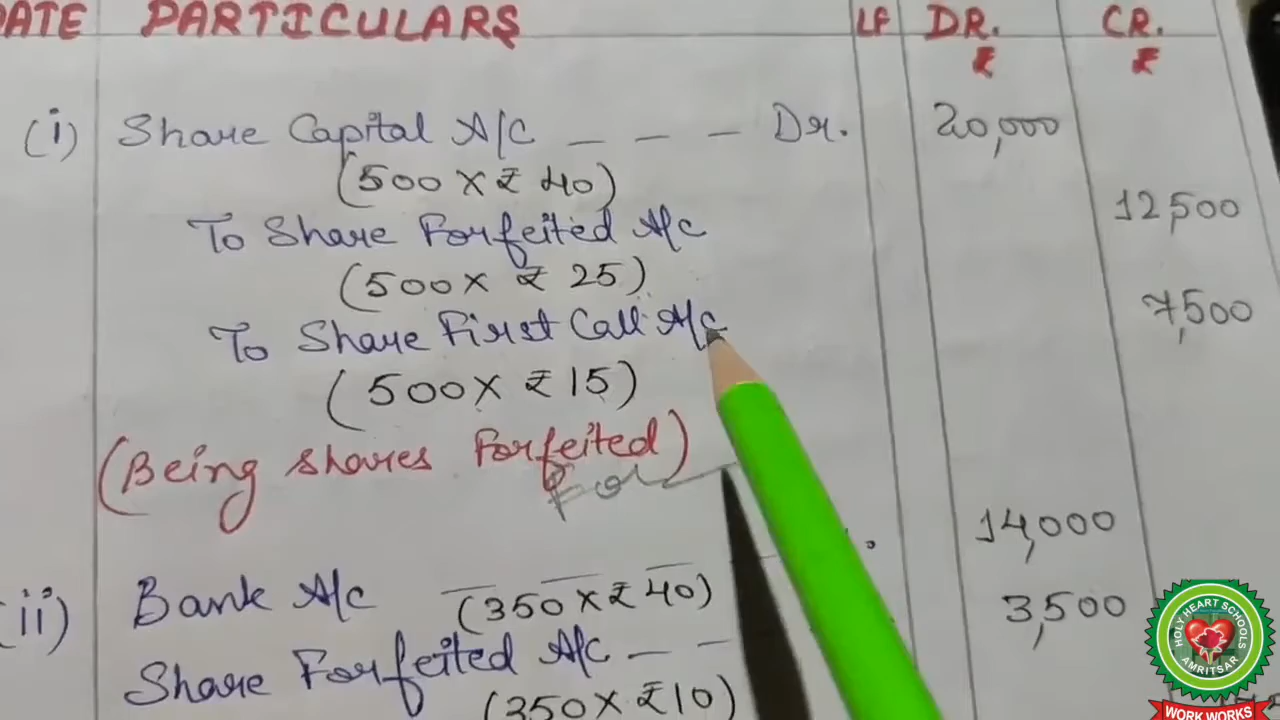 DATE PARTICULARS LF DR. CR.
₹ ₹
(i) Share Capital A/C — — — Dr. 20,000
(500 X ₹ 40)
12,500
To Share Forfeited A/C
(500 X ₹ 25)
7,500
To Share First Call A/C
(500 X ₹ 15)
(Being shares Forfeited)
For
14,000
(ii) Bank A/C (350 X ₹ 40)
3,500
Share Forfeited A/C — —
(350 X ₹ 10)
HOLY HEART SCHOOLS
AMRITSAR
WORK WORKS